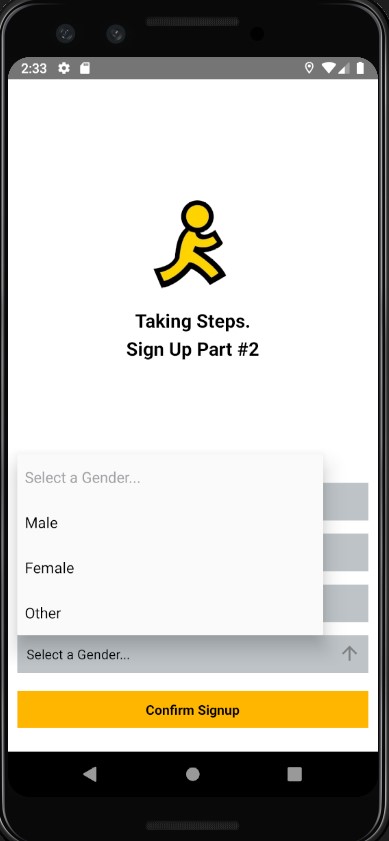 2:33
Taking Steps.
Sign Up Part #2
Select a Gender...
Male
Female
Other
Select a Gender...
Confirm Signup